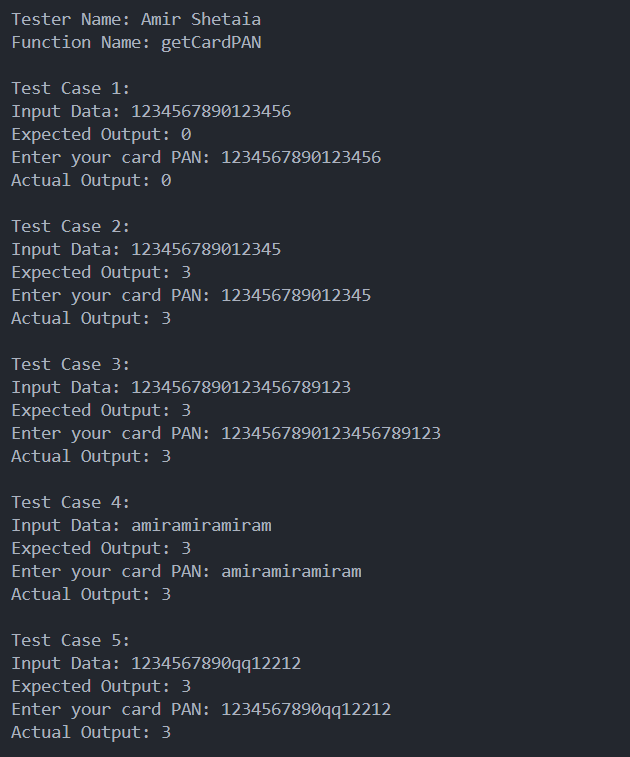 Tester Name: Amir Shetaia
Function Name: getCardPAN
Test Case 1:
Input Data: 1234567890123456
Expected Output: 0
Enter your card PAN: 1234567890123456
Actual Output: 0
Test Case 2:
Input Data: 123456789012345
Expected Output: 3
Enter your card PAN: 123456789012345
Actual Output: 3
Test Case 3:
Input Data: 1234567890123456789123
Expected Output: 3
Enter your card PAN: 1234567890123456789123
Actual Output: 3
Test Case 4:
Input Data: amiramiramiram
Expected Output: 3
Enter your card PAN: amiramiramiram
Actual Output: 3
Test Case 5:
Input Data: 1234567890qq12212
Expected Output: 3
Enter your card PAN: 1234567890qq12212
Actual Output: 3